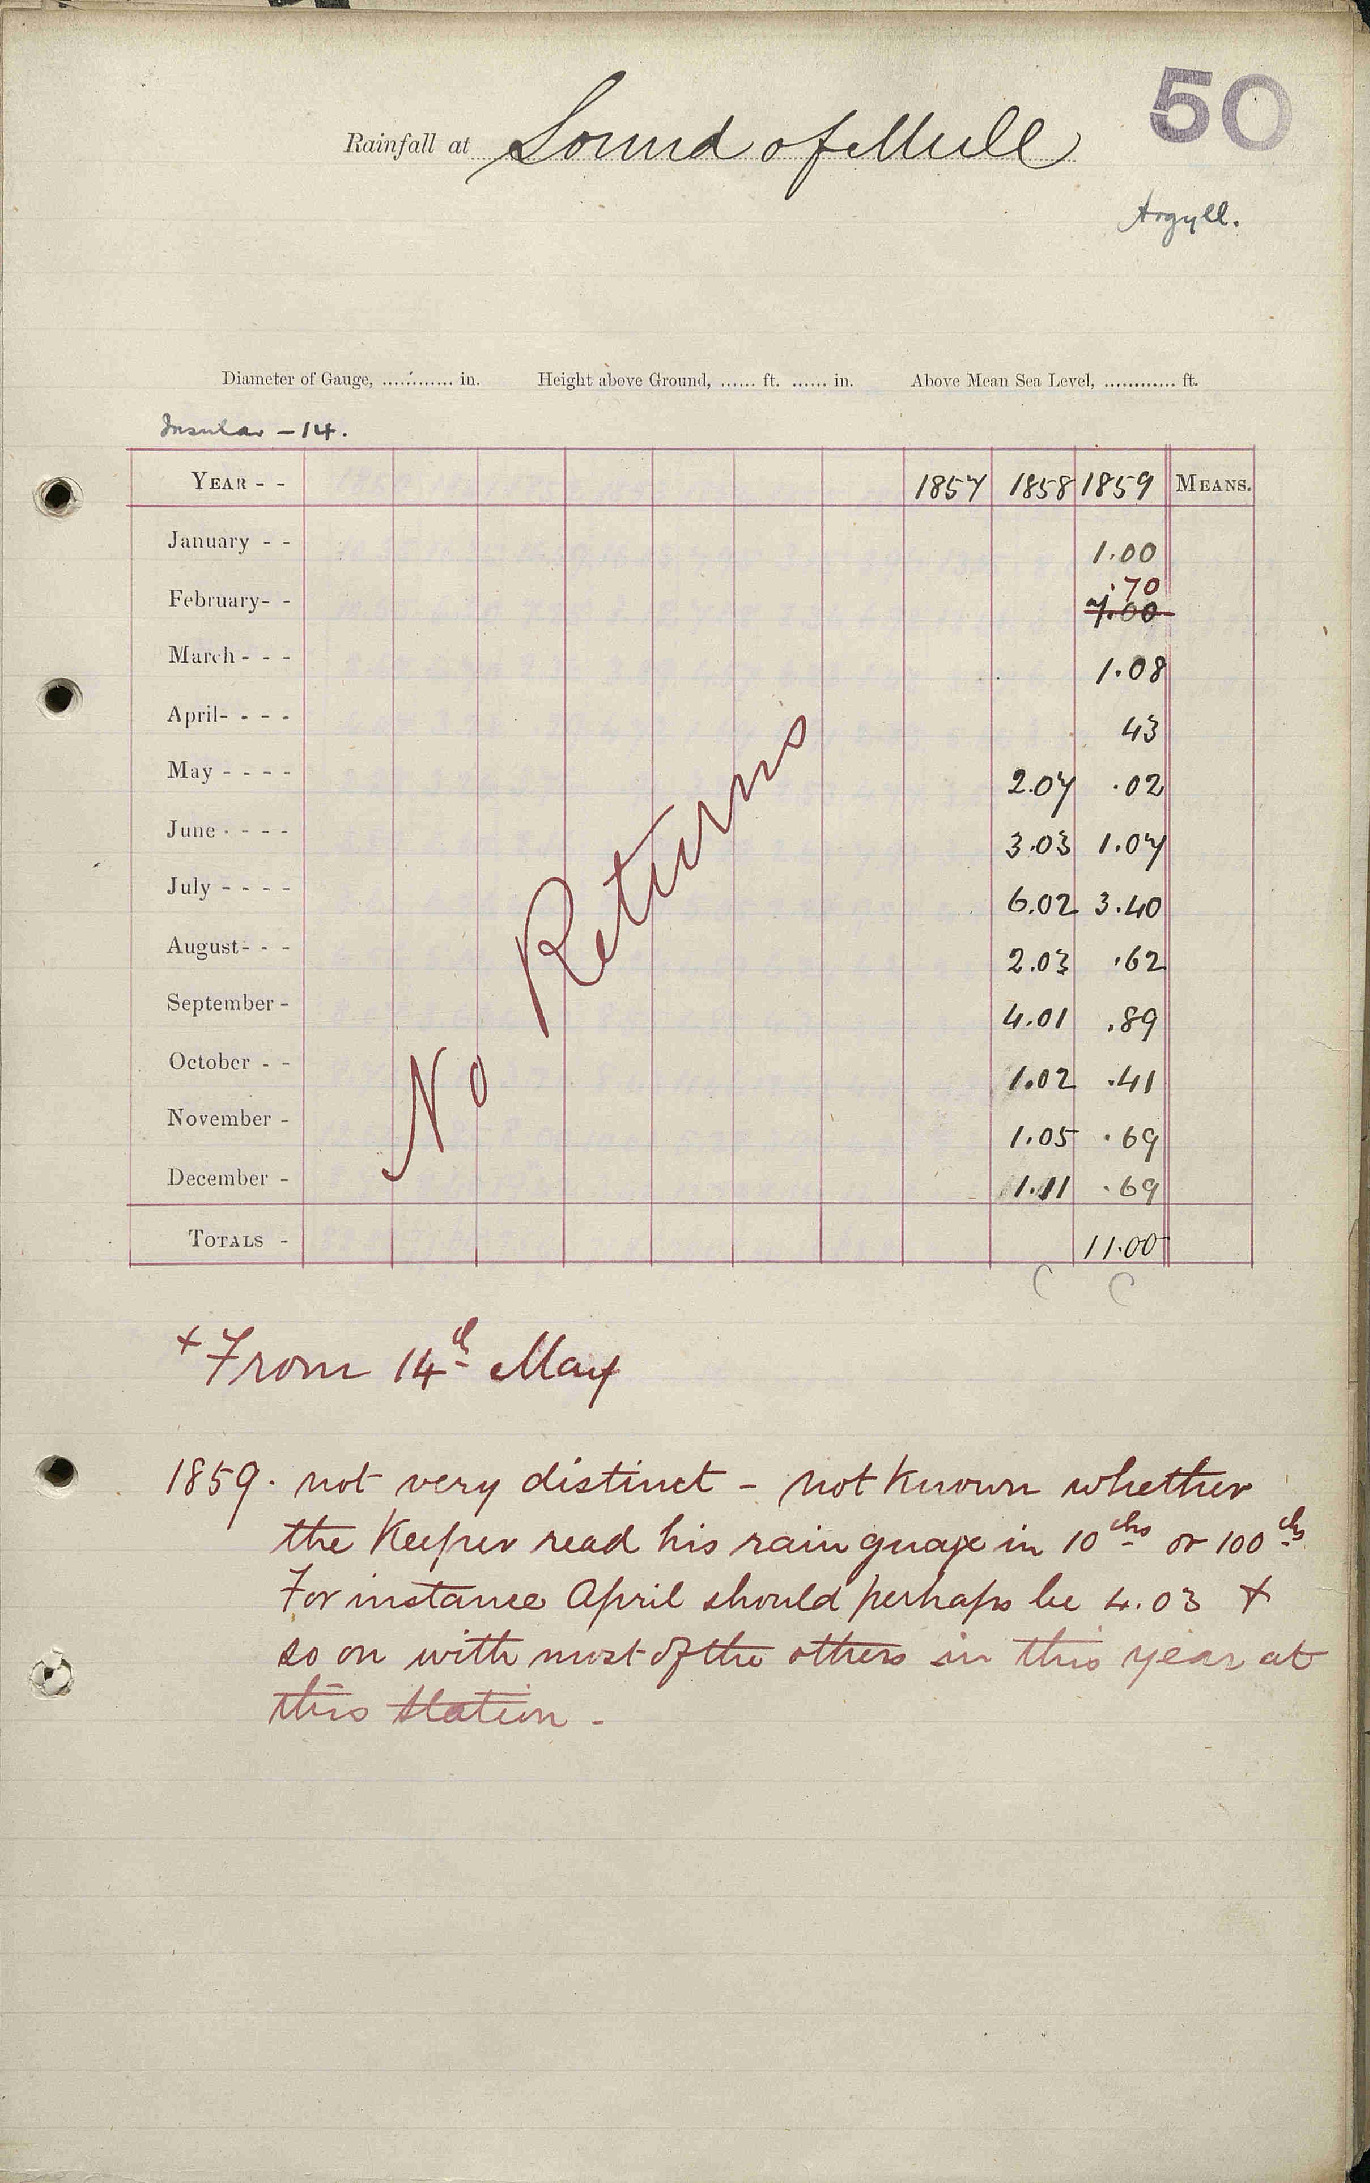 50
Rainfall at Sound of Mull
Argyll.
Diameter of Gauge, ............ in. Height above Ground, ...... ft. ...... in. Above Mean Sea Level, ............ ft.
Insular - 14.
YEAR - - 1857 1858 1859 MEANS.
January - - 1.00
.70
February- - 7.00
March - - - 1.08
April- - - - 43
May - - - - 2.07 .02
June - - - - 3.03 1.07
July - - - - 6.02 3.40
August- - - 2.03 .62
September - 4.01 .89
October - - 1.02 .41
November - 1.05 .69
December - 1.11 .69
TOTALS - 11.00
C C
No Returns
+ From 14th May
1859. not very distinct - not known whether
the Keeper read his rain guage in 10ths or 100ths
For instance April should perhaps be 4.03 &
so on with most of the others in this year at
this Station -